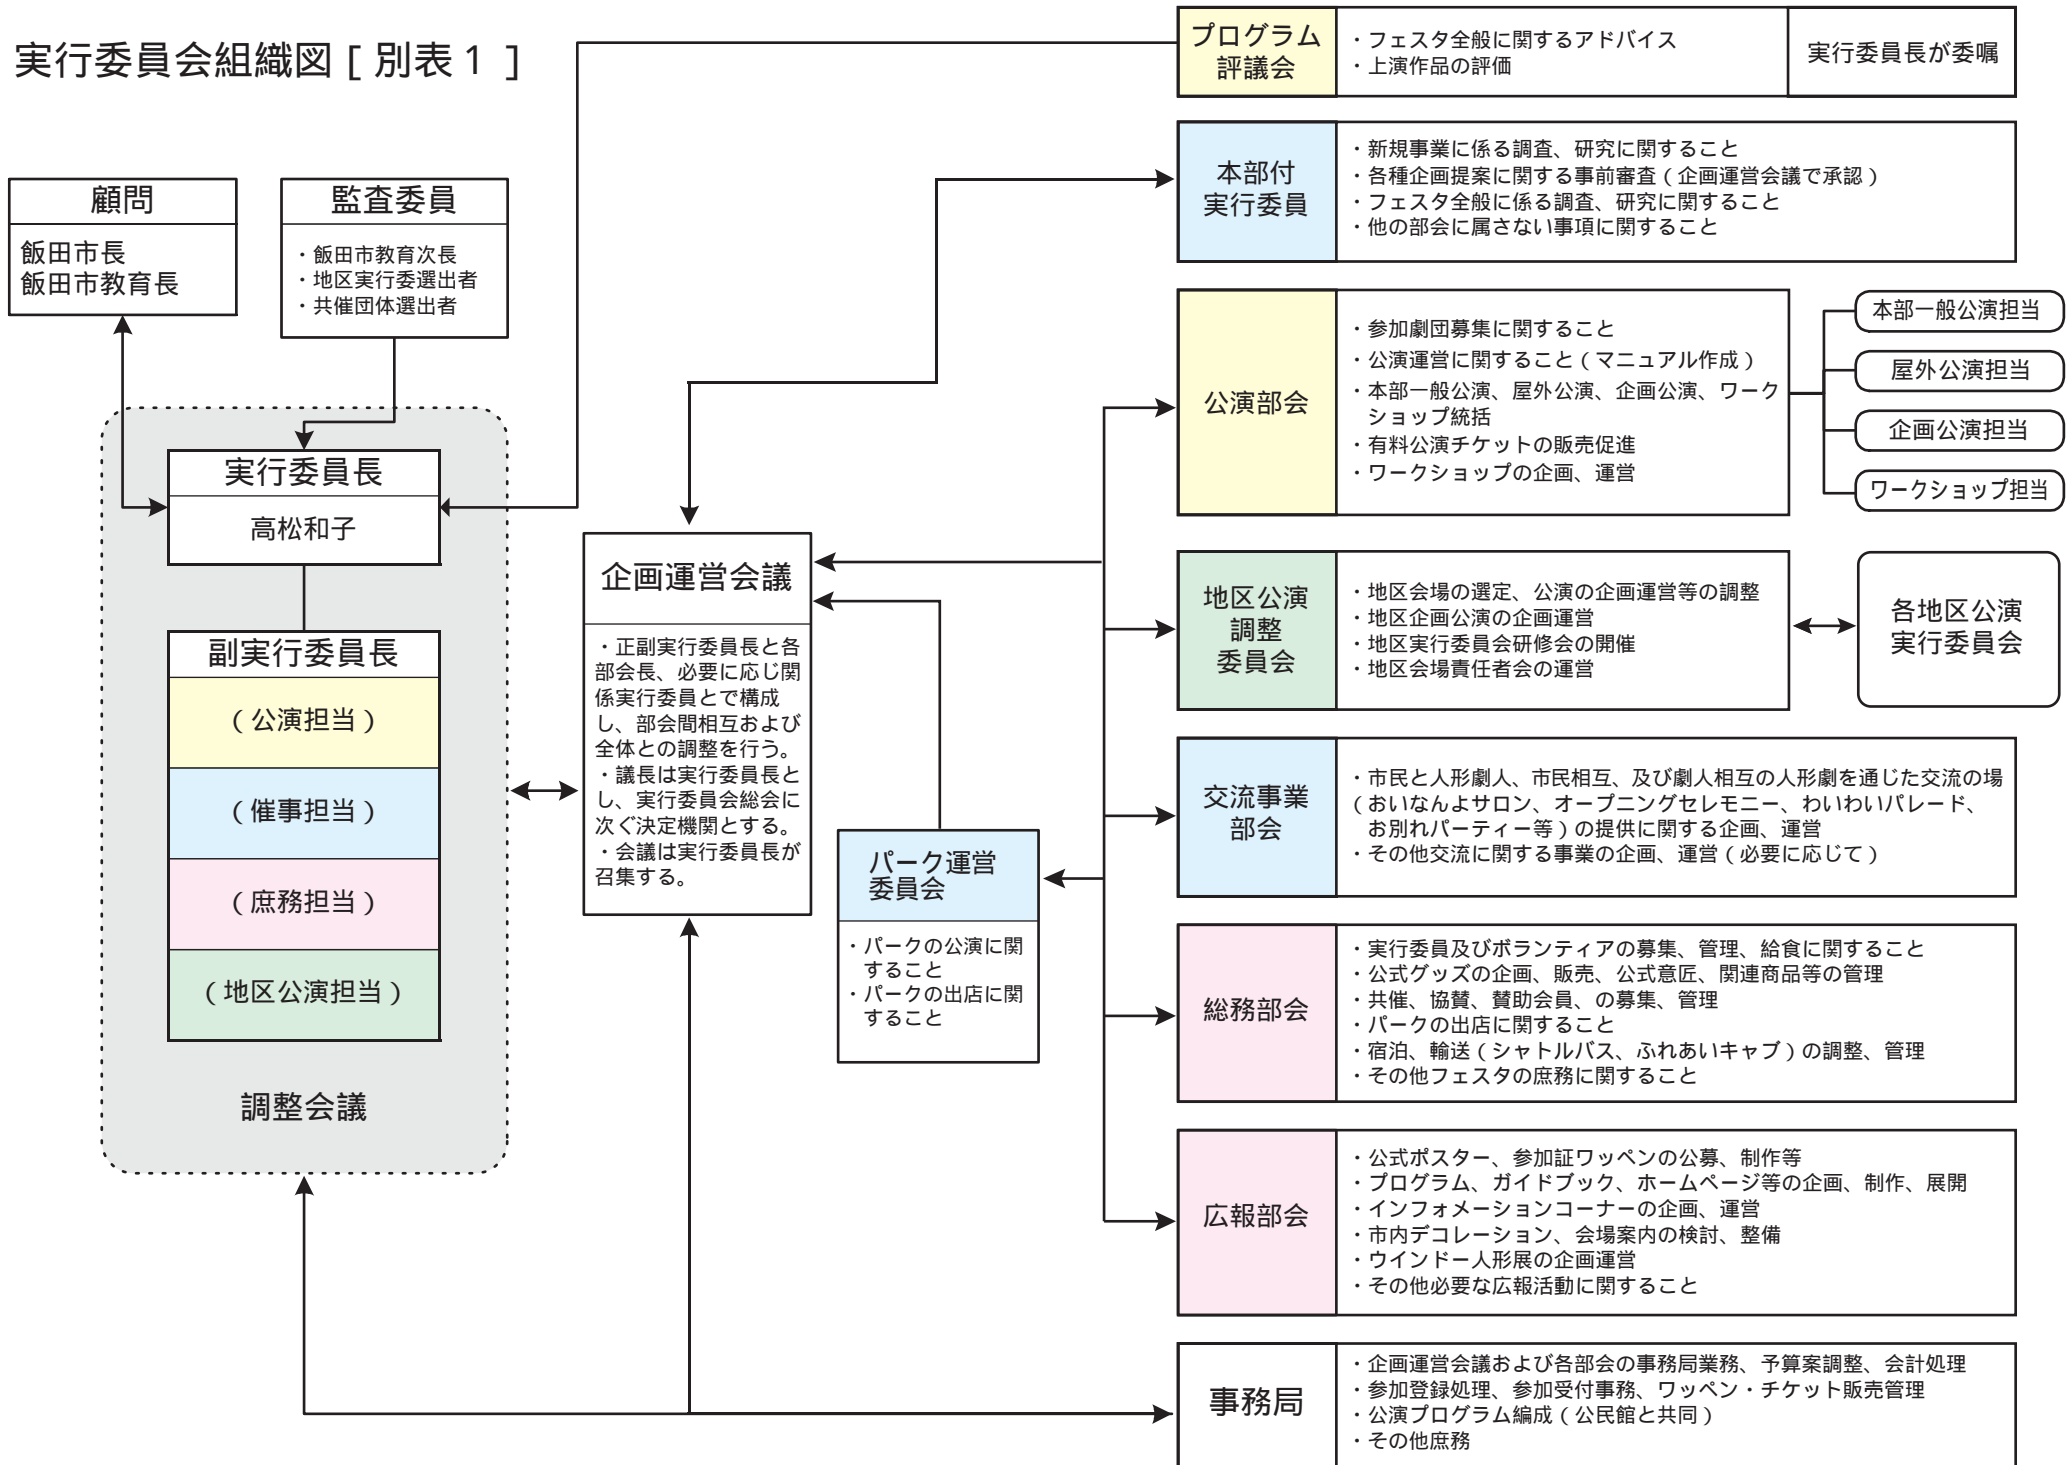 実行委員会組織図 [ 別表 1 ]
プログラム
評議会
・フェスタ全般に関するアドバイス
・上演作品の評価
実行委員長が委嘱
本部付
実行委員
・新規事業に係る調査、研究に関すること
・各種企画提案に関する事前審査 ( 企画運営会議で承認 )
・フェスタ全般に係る調査、研究に関すること
・他の部会に属さない事項に関すること
顧問
飯田市長
飯田市教育長
監査委員
・飯田市教育次長
・地区実行委選出者
・共催団体選出者
実行委員長
高松和子
副実行委員長
( 公演担当 )
( 催事担当 )
( 庶務担当 )
( 地区公演担当 )
調整会議
企画運営会議
・正副実行委員長と各
部会長、必要に応じ関
係実行委員とで構成
し、部会間相互および
全体との調整を行う。
・議長は実行委員長と
し、実行委員会総会に
次ぐ決定機関とする。
・会議は実行委員長が
召集する。
パーク運営
委員会
・パークの公演に関
すること
・パークの出店に関
すること
公演部会
・参加劇団募集に関すること
・公演運営に関すること ( マニュアル作成 )
・本部一般公演、屋外公演、企画公演、ワーク
ショップ統括
・有料公演チケットの販売促進
・ワークショップの企画、運営
本部一般公演担当
屋外公演担当
企画公演担当
ワークショップ担当
地区公演
調整
委員会
・地区会場の選定、公演の企画運営等の調整
・地区企画公演の企画運営
・地区実行委員会研修会の開催
・地区会場責任者会の運営
各地区公演
実行委員会
交流事業
部会
・市民と人形劇人、市民相互、及び劇人相互の人形劇を通じた交流の場
( おいなんよサロン、オープニングセレモニー、わいわいパレード、
お別れパーティー等 ) の提供に関する企画、運営
・その他交流に関する事業の企画、運営 ( 必要に応じて )
総務部会
・実行委員及びボランティアの募集、管理、給食に関すること
・公式グッズの企画、販売、公式意匠、関連商品等の管理
・共催、協賛、賛助会員、の募集、管理
・パークの出店に関すること
・宿泊、輸送 ( シャトルバス、ふれあいキャブ ) の調整、管理
・その他フェスタの庶務に関すること
広報部会
・公式ポスター、参加証ワッペンの公募、制作等
・プログラム、ガイドブック、ホームページ等の企画、制作、展開
・インフォメーションコーナーの企画、運営
・市内デコレーション、会場案内の検討、整備
・ウインドー人形展の企画運営
・その他必要な広報活動に関すること
事務局
・企画運営会議および各部会の事務局業務、予算案調整、会計処理
・参加登録処理、参加受付事務、ワッペン・チケット販売管理
・公演プログラム編成 ( 公民館と共同 )
・その他庶務